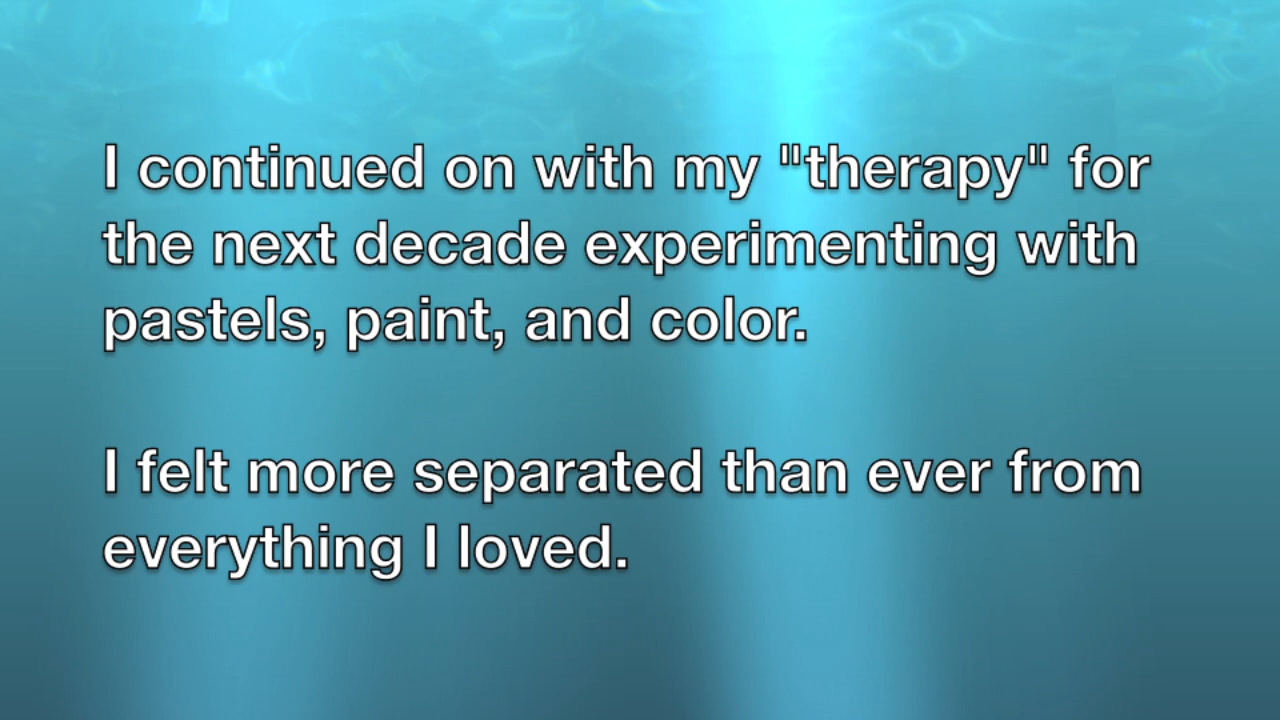 I continued on with my "therapy" for
the next decade experimenting with
pastels, paint, and color.
I felt more separated than ever from
everything I loved.